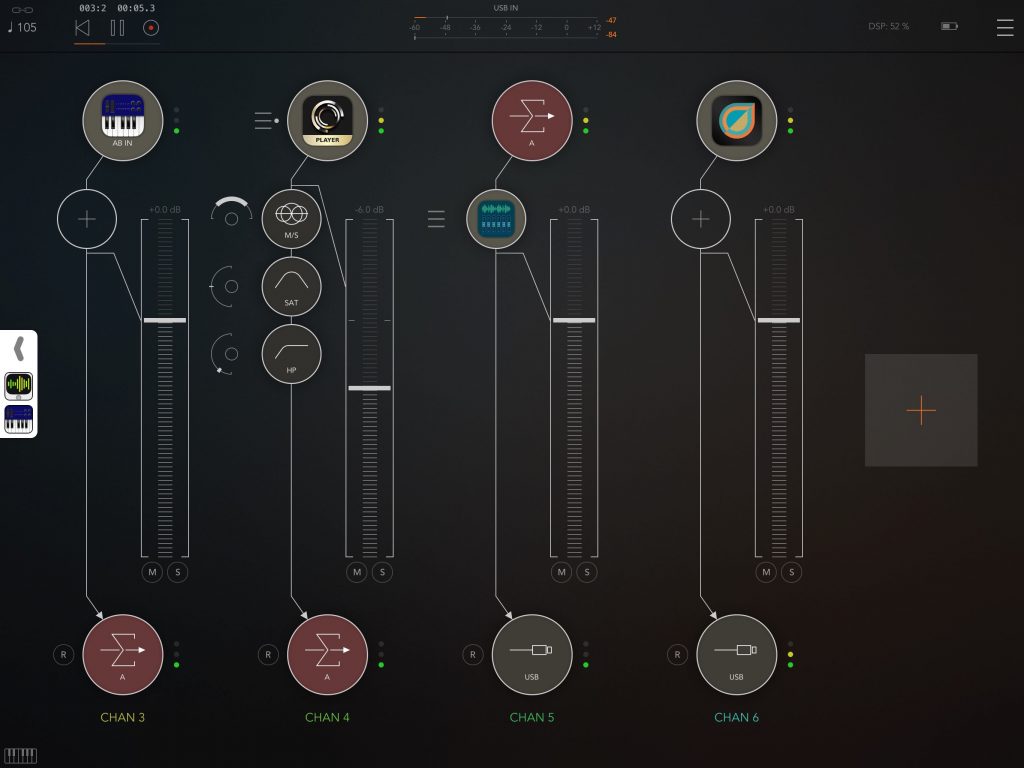 003:2 00:05.3
105
USB IN
-60 -48 -36 -24 -12 0 +12
-47
-84
DSP: 52 %
AB IN
PLAYER
A
+0.0 dB
-6.0 dB
+0.0 dB
+0.0 dB
M/S
SAT
HP
M S
M S
M S
M S
R
A
R
A
R
USB
R
USB
CHAN 3
CHAN 4
CHAN 5
CHAN 6